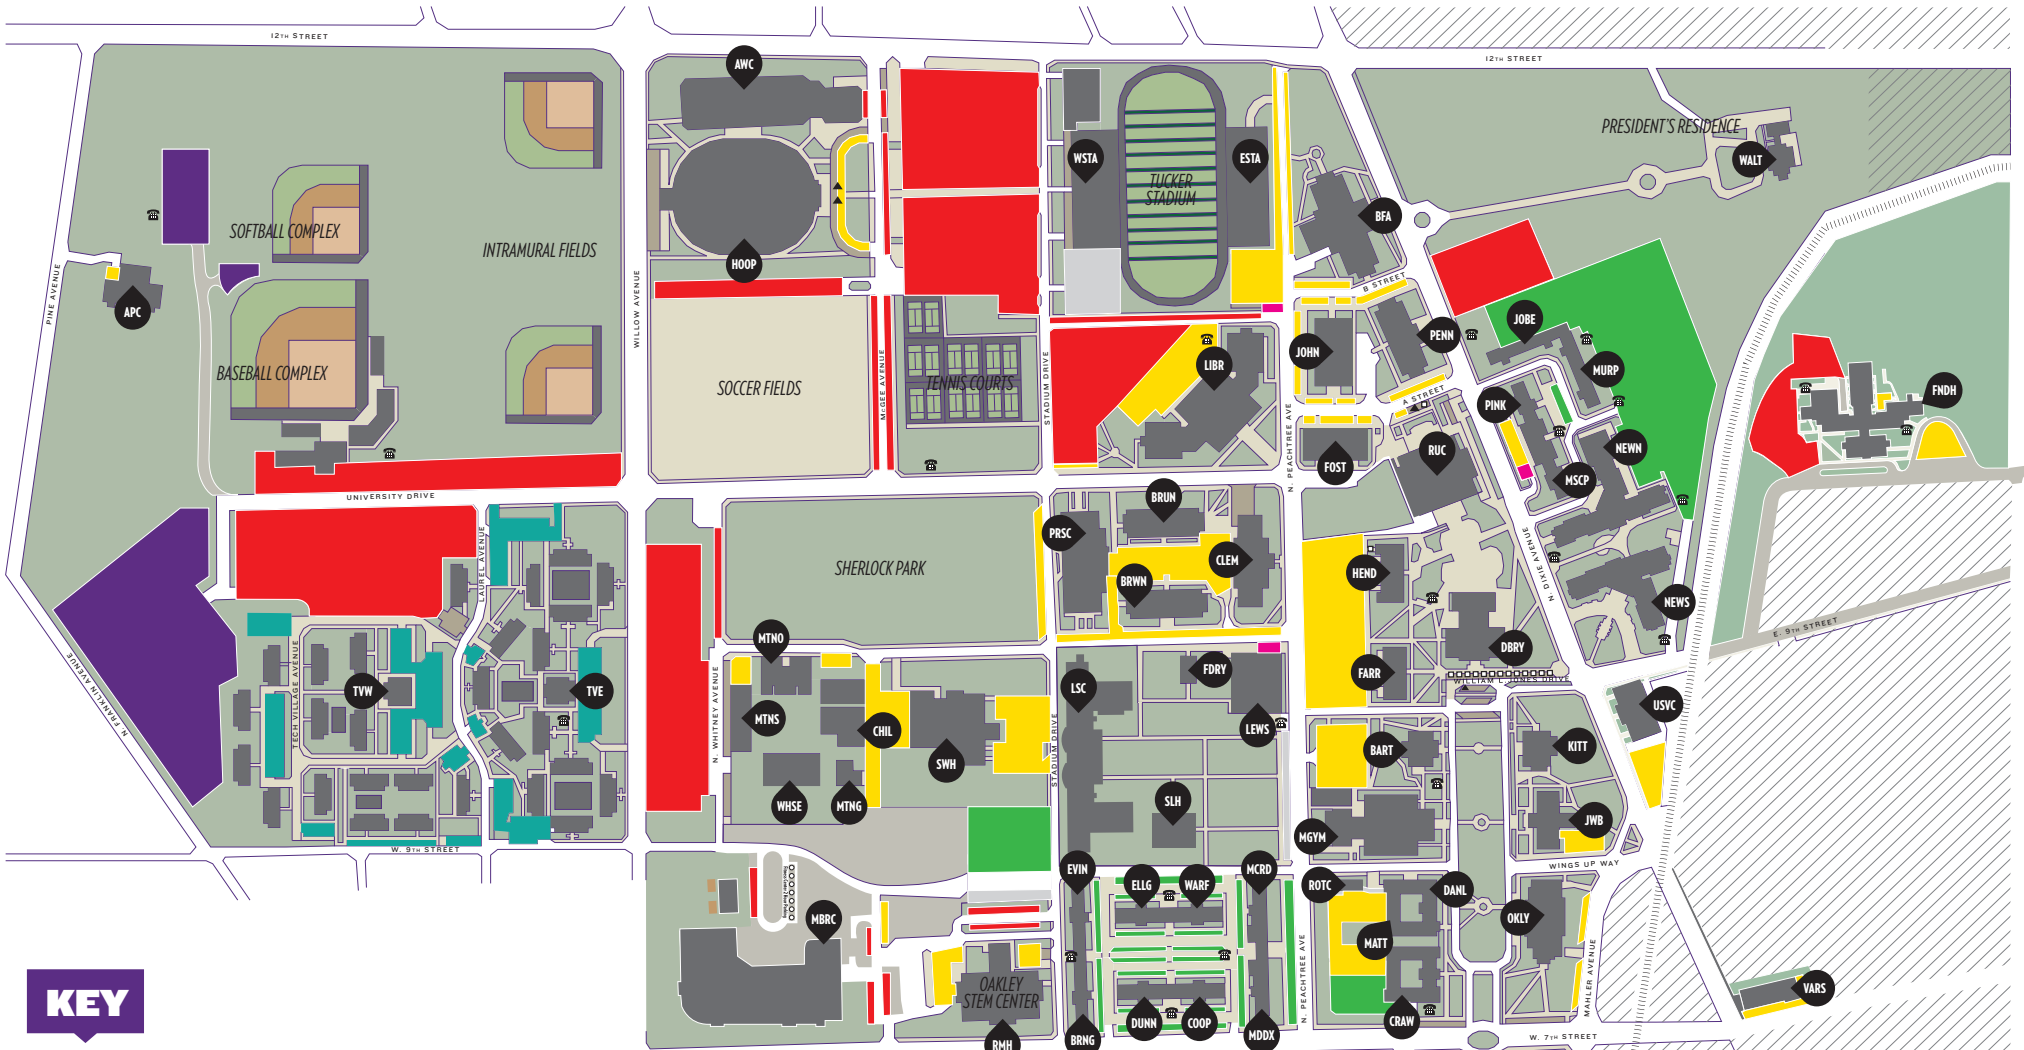 12TH STREET
12TH STREET
AWC
PRESIDENT'S RESIDENCE
WSTA
ESTA
WALT
TUCKER
STADIUM
BFA
SOFTBALL COMPLEX
INTRAMURAL FIELDS
HOOP
PINE AVENUE
WILLOW AVENUE
APC
B STREET
JOBE
PENN
JOHN
LIBR
MURP
BASEBALL COMPLEX
SOCCER FIELDS
McGEE AVENUE
TENNIS COURTS
STADIUM DRIVE
N. PEACHTREE AVE
A STREET
PINK
FNDH
RUC
NEWN
FOST
MSCP
UNIVERSITY DRIVE
BRUN
PRSC
LAUREL AVENUE
SHERLOCK PARK
CLEM
BRWN
HEND
N. DIXIE AVENUE
NEWS
E. 9TH STREET
MTNO
DBRY
N. FRANKLIN AVENUE
TECH VILLAGE AVENUE
TVW
TVE
N. WHITNEY AVENUE
LSC
FDRY
FARR
WILLIAM L. JONES DRIVE
USVC
MTNS
CHIL
LEWS
STADIUM DRIVE
BART
KITT
SWH
WHSE
MTNG
SLH
MGYM
JWB
W. 9TH STREET
WINGS UP WAY
EVIN
ELLG
WARF
MCRD
ROTC
DANL
MBRC
OKLY
MATT
N. PEACHTREE AVE
MAHLER AVENUE
OAKLEY
STEM CENTER
VARS
KEY
DUNN
COOP
CRAW
RMH
BRNG
MDDX
W. 7TH STREET